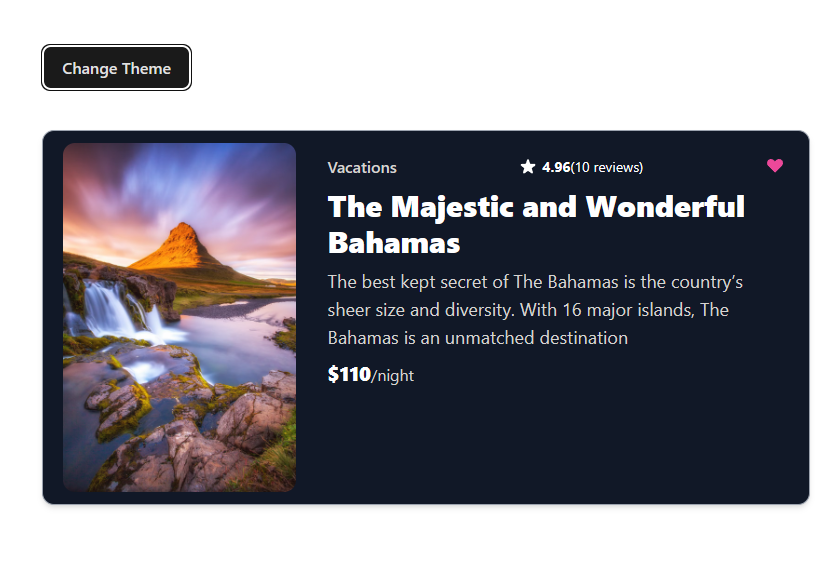 Change Theme
Vacations
4.96(10 reviews)
The Majestic and Wonderful
Bahamas
The best kept secret of The Bahamas is the country’s
sheer size and diversity. With 16 major islands, The
Bahamas is an unmatched destination
$110/night